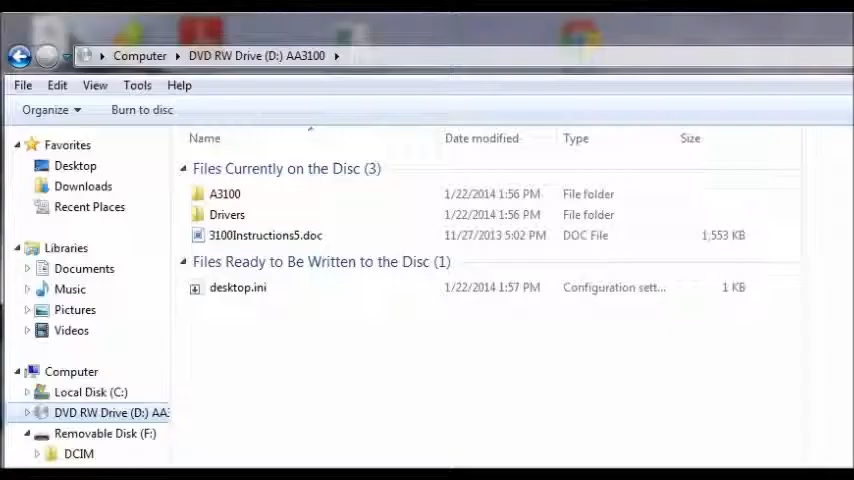 Computer DVD RW Drive (D:) AA3100
File Edit View Tools Help
Organize Burn to disc
Name Date modified Type Size
Favorites
Desktop
Downloads
Recent Places
Libraries
Documents
Music
Pictures
Videos
Computer
Local Disk (C:)
DVD RW Drive (D:) AA3
Removable Disk (F:)
DCIM
Files Currently on the Disc (3)
A3100 1/22/2014 1:56 PM File folder
Drivers 1/22/2014 1:56 PM File folder
3100Instructions5.doc 11/27/2013 5:02 PM DOC File 1,553 KB
Files Ready to Be Written to the Disc (1)
desktop.ini 1/22/2014 1:57 PM Configuration sett... 1 KB